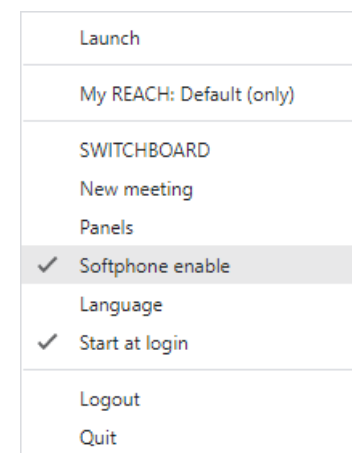 Launch
My REACH: Default (only)
SWITCHBOARD
New meeting
Panels
Softphone enable
Language
Start at login
Logout
Quit